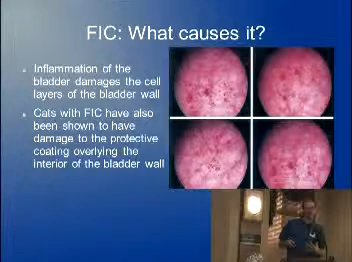 FIC: What causes it?
Inflammation of the
bladder damages the cell
layers of the bladder wall
Cats with FIC have also
been shown to have
damage to the protective
coating overlying the
interior of the bladder wall